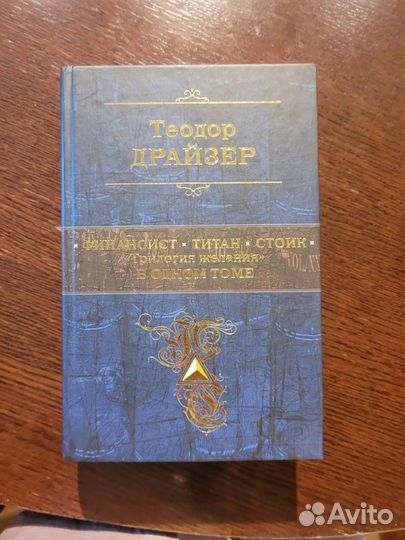 Теодор
ДРАЙЗЕР
• ФИНАНСИСТ • ТИТАН • СТОИК •
«Трилогия желания»
В ОДНОМ ТОМЕ
Avito